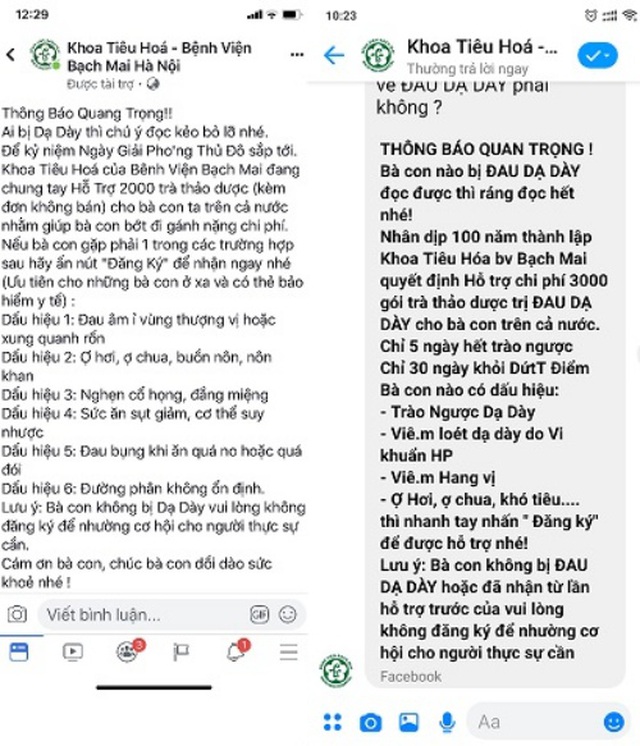 12:29
Khoa Tiêu Hoá - Bệnh Viện
Bạch Mai Hà Nội
Được tài trợ ·
Thông Báo Quang Trọng!!
Ai bị Dạ Dày thì chú ý đọc kẻo bỏ lỡ nhé.
Để kỷ niệm Ngày Giải Pho'ng Thủ Đô sắp tới.
Khoa Tiêu Hoá của Bênh Viện Bạch Mai đang
chung tay Hỗ Trợ 2000 trà thảo dược (kèm
đơn không bán) cho bà con ta trên cả nước
nhằm giúp bà con bớt đi gánh nặng chi phí.
Nếu bà con gặp phải 1 trong các trường hợp
sau hãy ấn nút "Đăng Ký" để nhận ngay nhé
(Ưu tiên cho những bà con ở xa và có thẻ bảo
hiểm y tế) :
Dấu hiệu 1: Đau âm ỉ vùng thượng vị hoặc
xung quanh rốn
Dấu hiệu 2: Ợ hơi, ợ chua, buồn nôn, nôn
khan
Dấu hiệu 3: Nghẹn cổ họng, đắng miệng
Dấu hiệu 4: Sức ăn sụt giảm, cơ thể suy
nhược
Dấu hiệu 5: Đau bụng khi ăn quá no hoặc quá
đói
Dấu hiệu 6: Đường phân không ổn định.
Lưu ý: Bà con không bị Dạ Dày vui lòng không
đăng ký để nhường cơ hội cho người thực sự
cần.
Cám ơn bà con, chúc bà con dồi dào sức
khoẻ nhé !
Viết bình luận...
GIF
3
1
10:23
Khoa Tiêu Hoá -...
Thường trả lời ngay
về ĐAU DẠ DÀY phải
không ?
THÔNG BÁO QUAN TRỌNG !
Bà con nào bị ĐAU DẠ DÀY
đọc được thì ráng đọc hết
nhé!
Nhân dịp 100 năm thành lập
Khoa Tiêu Hóa bv Bạch Mai
quyết định Hỗ trợ chi phí 3000
gói trà thảo dược trị ĐAU DẠ
DÀY cho bà con trên cả nước.
Chỉ 5 ngày hết trào ngược
Chỉ 30 ngày khỏi DứtT Điểm
Bà con nào có dấu hiệu:
- Trào Ngược Dạ Dày
- Viê.m loét dạ dày do Vi
khuẩn HP
- Viê.m Hang vị
- Ợ Hơi, ợ chua, khó tiêu....
thì nhanh tay nhấn " Đăng ký"
để được hỗ trợ nhé!
Lưu ý: Bà con không bị ĐAU
DẠ DÀY hoặc đã nhận từ lần
hỗ trợ trước của vui lòng
không đăng ký để nhường cơ
hội cho người thực sự cần
Facebook
Aa